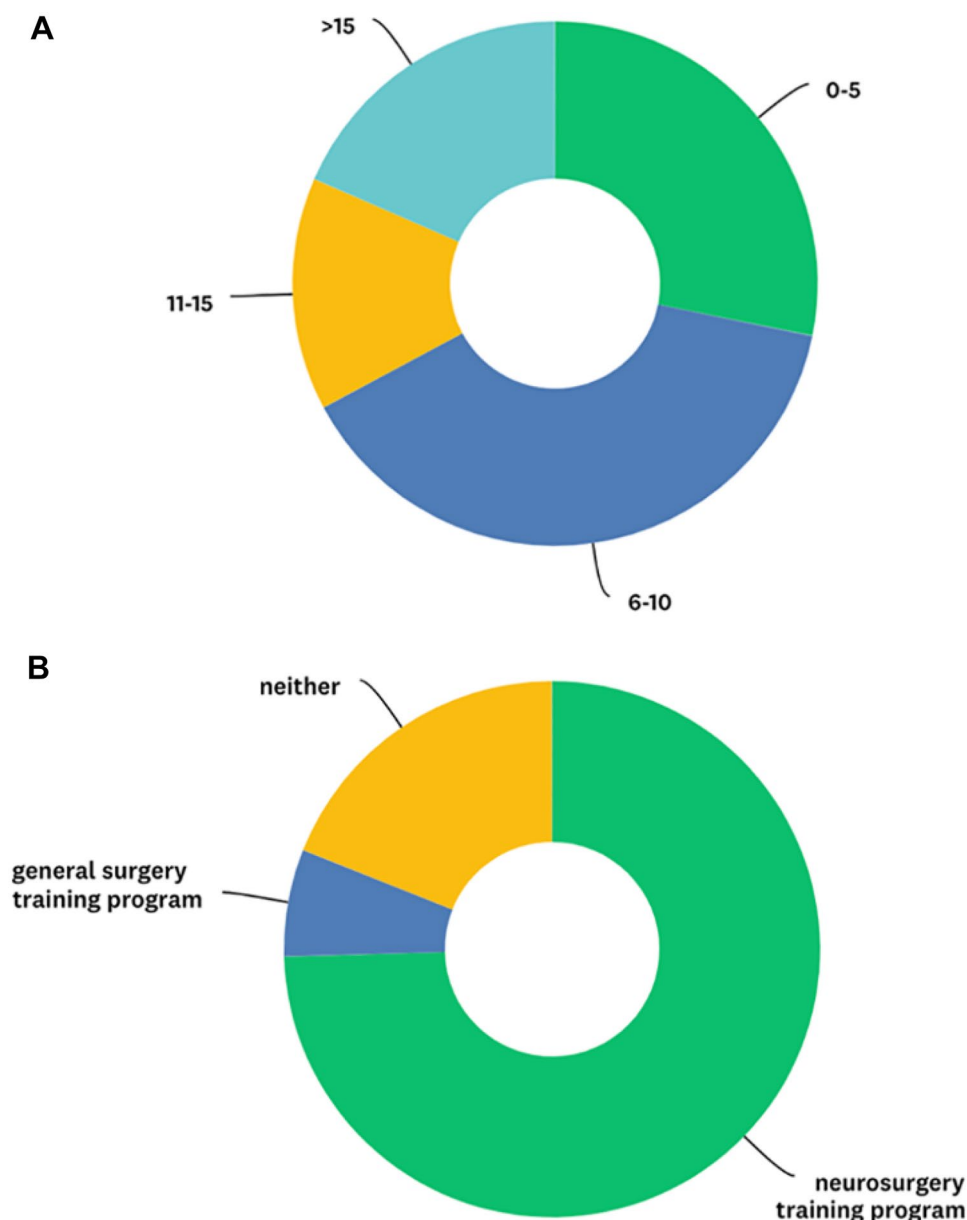 A
>15
0-5
11-15
6-10
B
neither
general surgery
training program
neurosurgery
training program